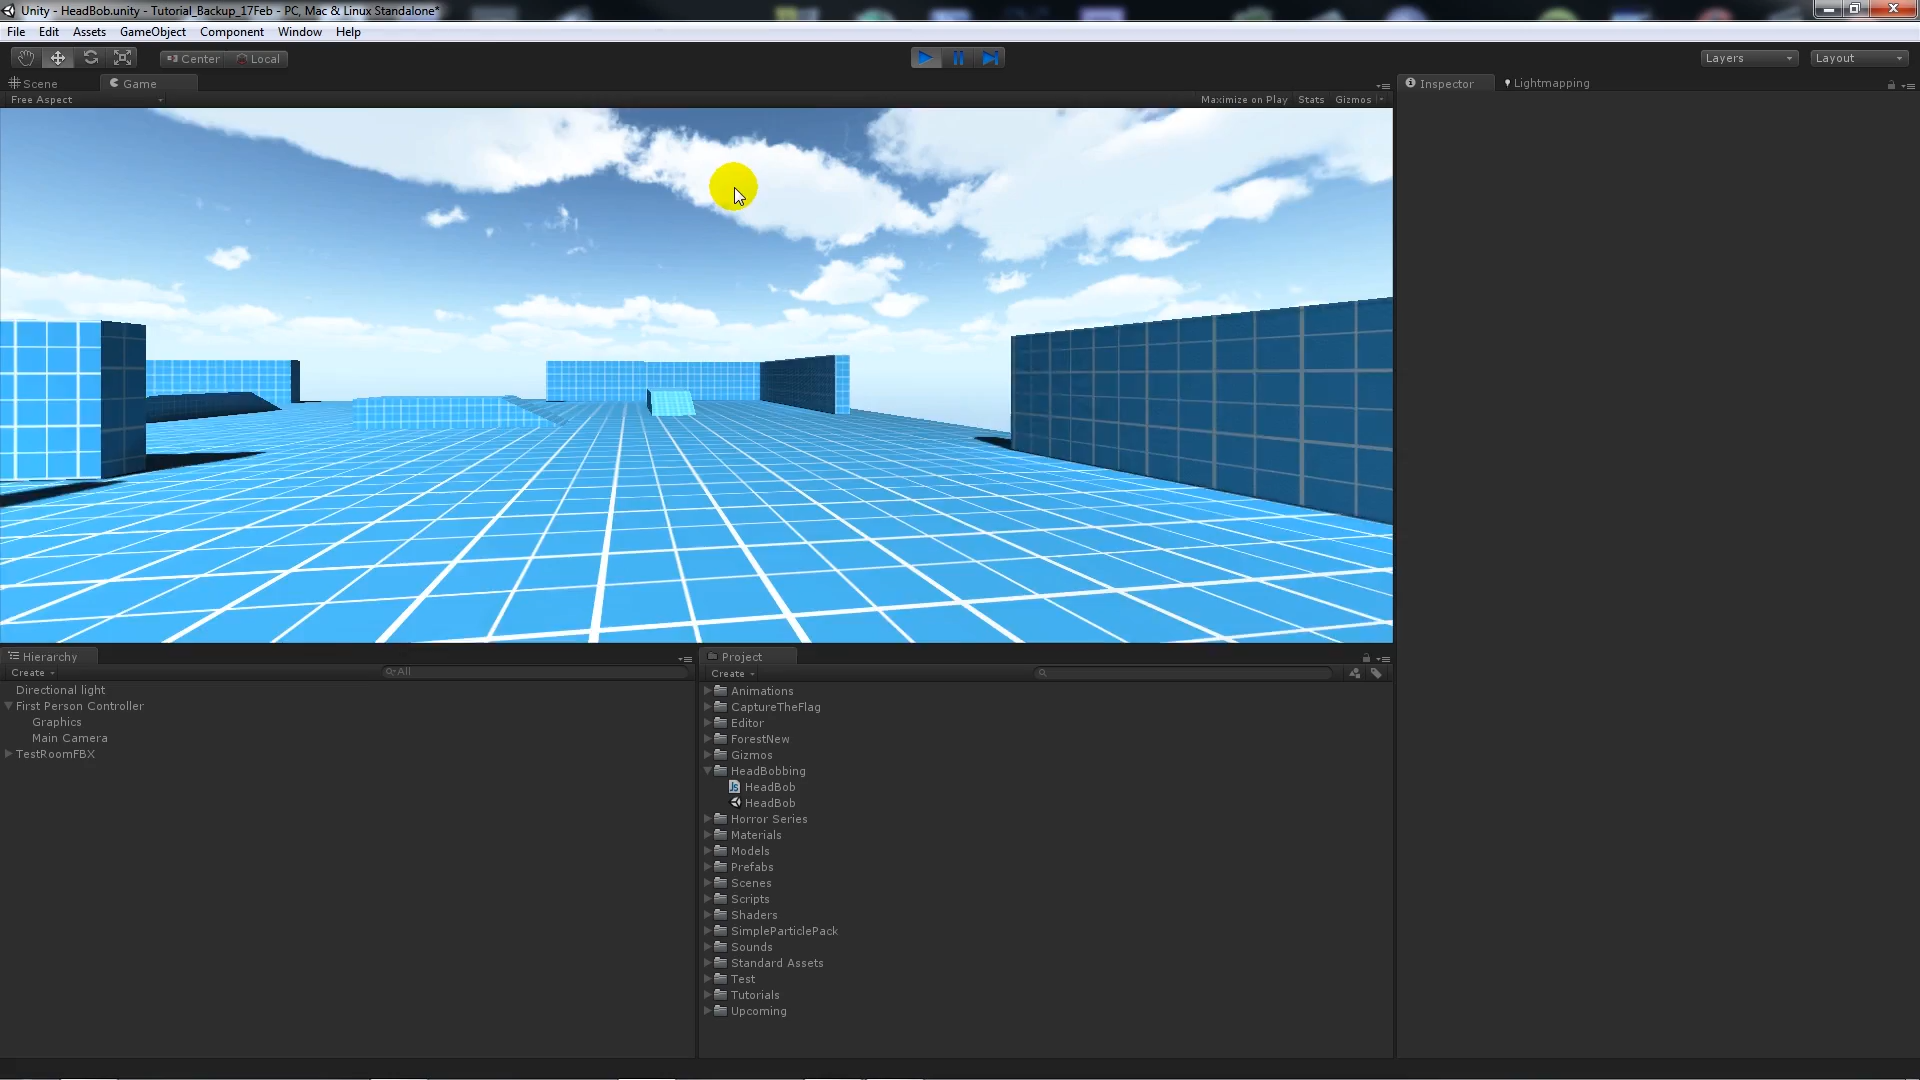 Unity - HeadBob.unity - Tutorial_Backup_17Feb - PC, Mac & Linux Standalone*
File Edit Assets GameObject Component Window Help
Center Local Layers Layout
Scene Game Inspector Lightmapping
Free Aspect Maximize on Play Stats Gizmos
Hierarchy
Create All
Directional light
First Person Controller
Graphics
Main Camera
TestRoomFBX
Project
Create
Animations
CaptureTheFlag
Editor
ForestNew
Gizmos
HeadBobbing
Js HeadBob
HeadBob
Horror Series
Materials
Models
Prefabs
Scenes
Scripts
Shaders
SimpleParticlePack
Sounds
Standard Assets
Test
Tutorials
Upcoming